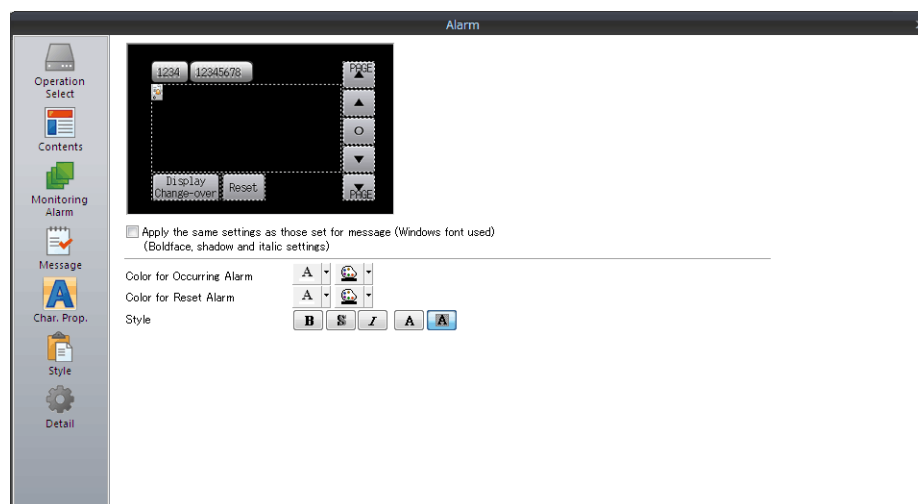 Alarm
Operation
Select
Contents
Monitoring
Alarm
Message
Char. Prop.
Style
Detail
1234 12345678
PAGE
Display
Change-over
Reset
PAGE
Apply the same settings as those set for message (Windows font used)
(Boldface, shadow and italic settings)
Color for Occurring Alarm A
Color for Reset Alarm A
Style B S I A A